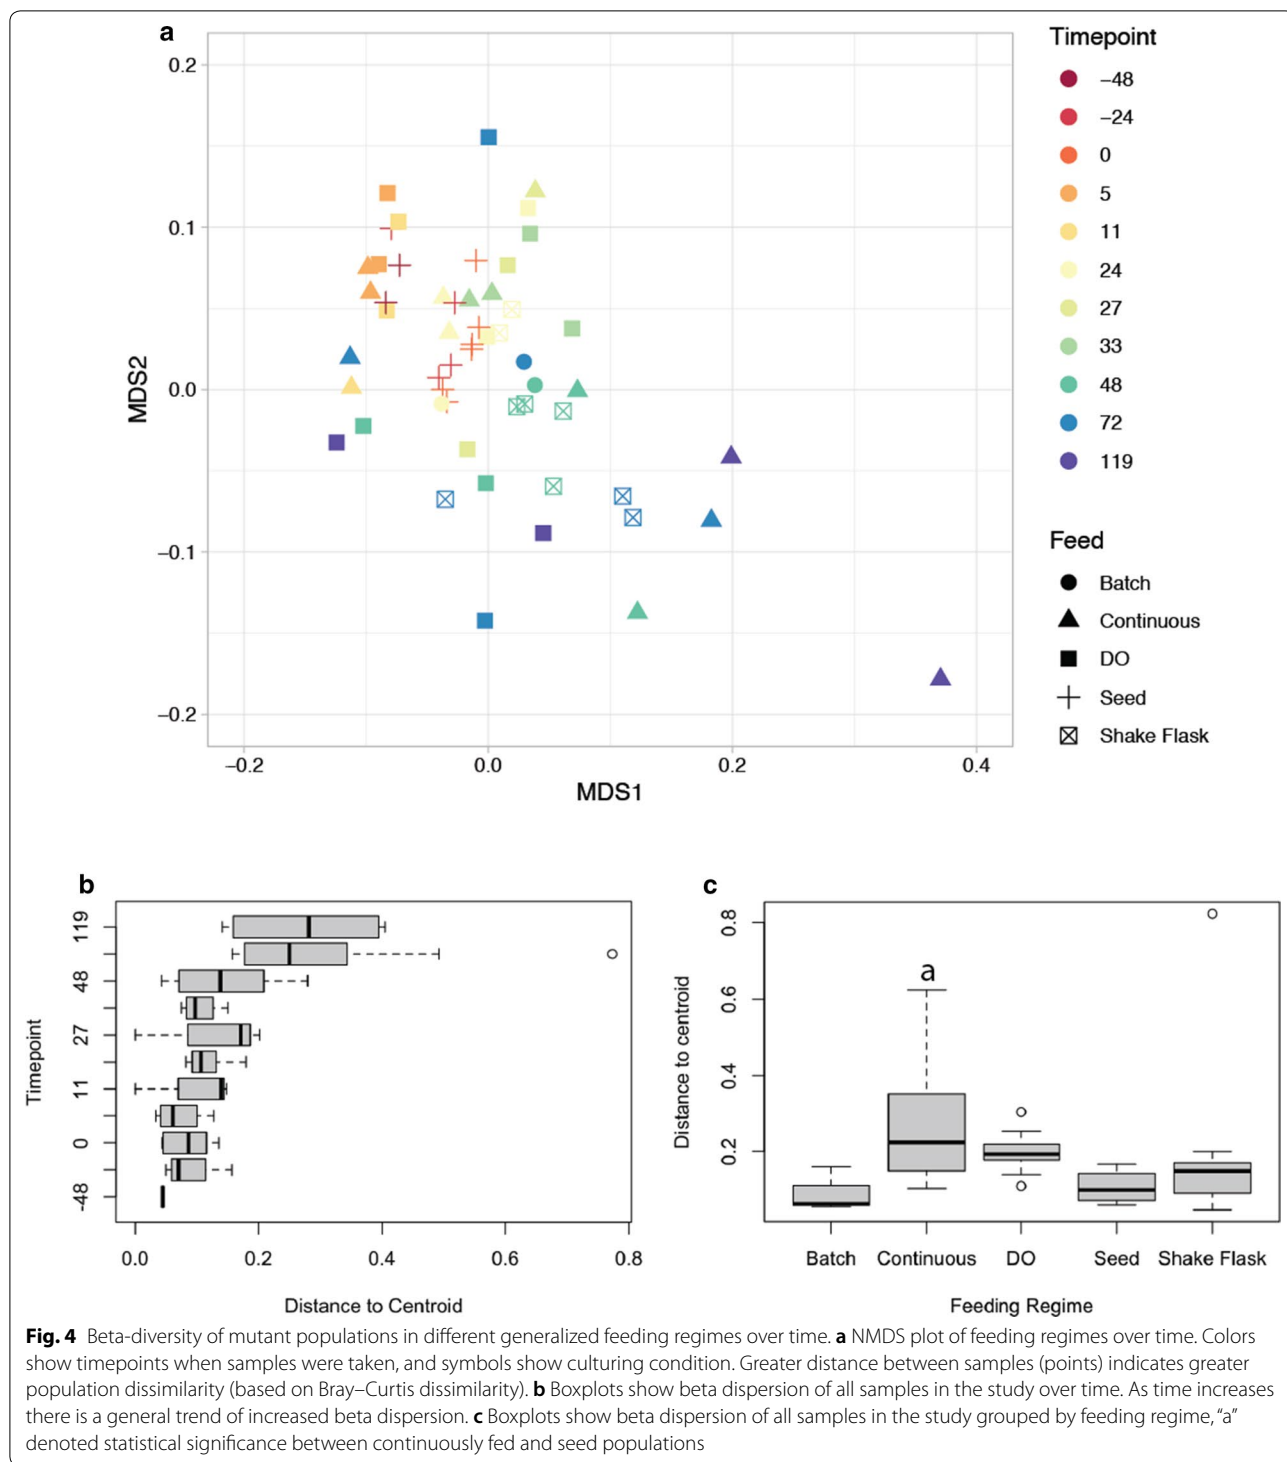 a
Timepoint
−48
−24
0
5
11
24
27
33
48
72
119
Feed
Batch
Continuous
DO
Seed
Shake Flask
MDS2
0.2
0.1
0.0
−0.1
−0.2
−0.2 0.0 0.2 0.4
MDS1
b
Timepoint
119
48
27
11
0
-48
0.0 0.2 0.4 0.6 0.8
Distance to Centroid
c
Distance to centroid
0.8
0.6
0.4
0.2
a
Batch Continuous DO Seed Shake Flask
Feeding Regime
Fig. 4 Beta-diversity of mutant populations in different generalized feeding regimes over time. a NMDS plot of feeding regimes over time. Colors
show timepoints when samples were taken, and symbols show culturing condition. Greater distance between samples (points) indicates greater
population dissimilarity (based on Bray–Curtis dissimilarity). b Boxplots show beta dispersion of all samples in the study over time. As time increases
there is a general trend of increased beta dispersion. c Boxplots show beta dispersion of all samples in the study grouped by feeding regime, “a”
denoted statistical significance between continuously fed and seed populations